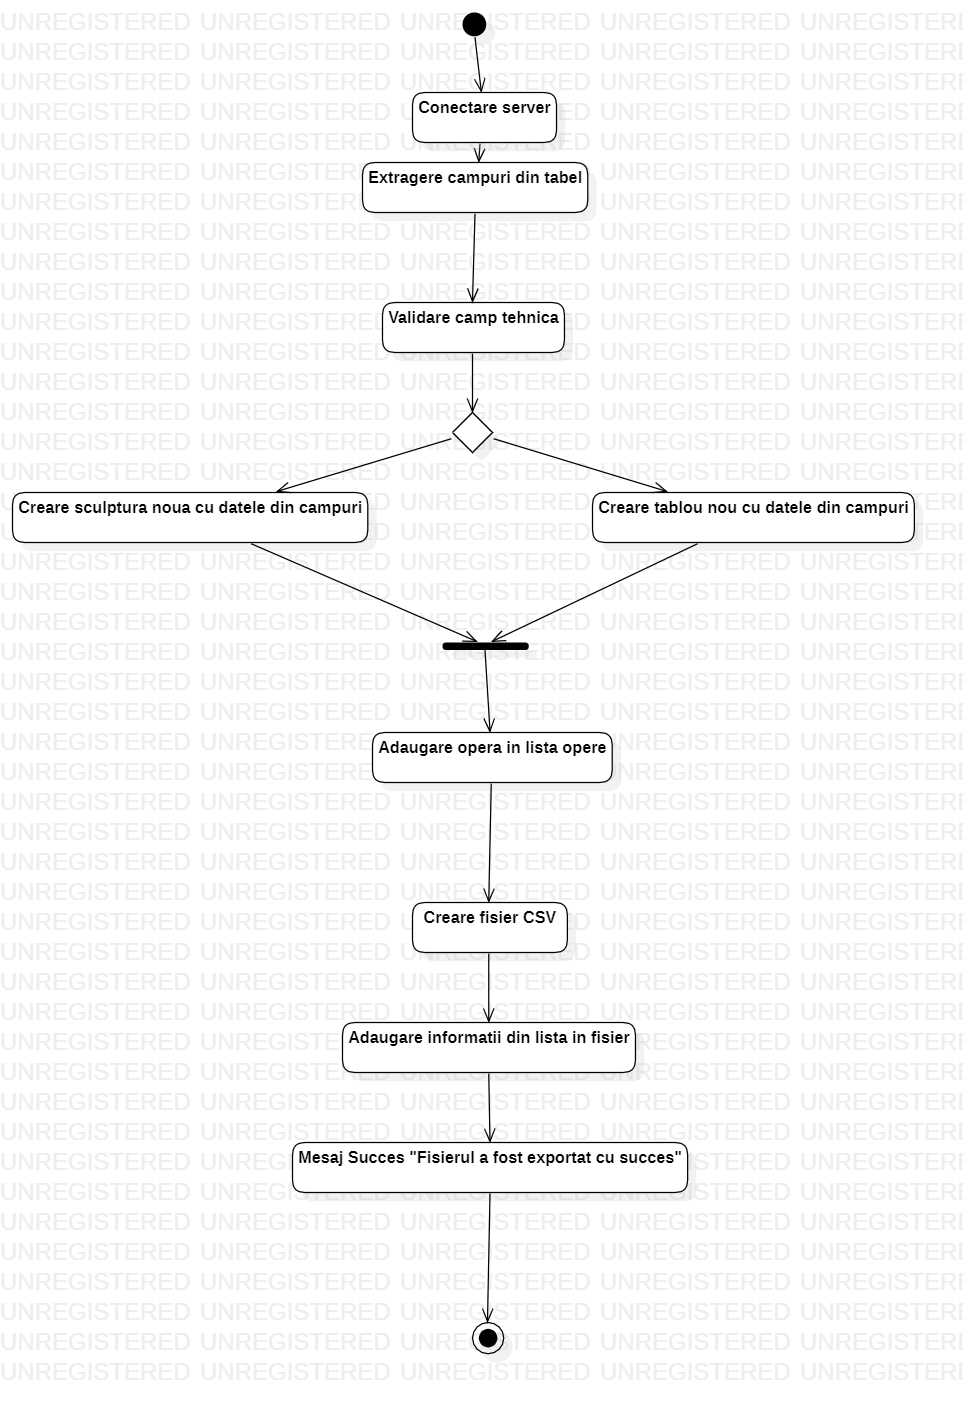 Conectare server
Extragere campuri din tabel
Validare camp tehnica
Creare sculptura noua cu datele din campuri
Creare tablou nou cu datele din campuri
Adaugare opera in lista opere
Creare fisier CSV
Adaugare informatii din lista in fisier
Mesaj Succes "Fisierul a fost exportat cu succes"